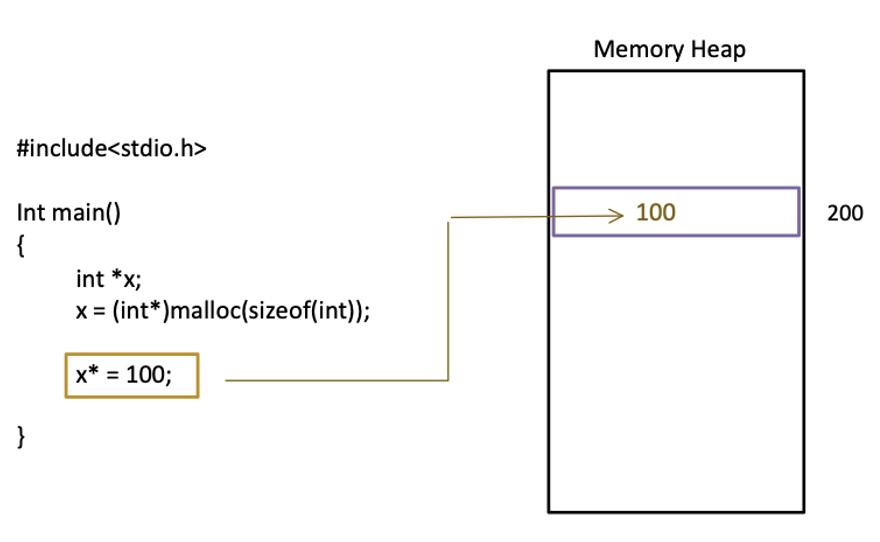 Memory Heap
#include<stdio.h>
Int main()
{
int *x;
x = (int*)malloc(sizeof(int));
x* = 100;
}
100
200